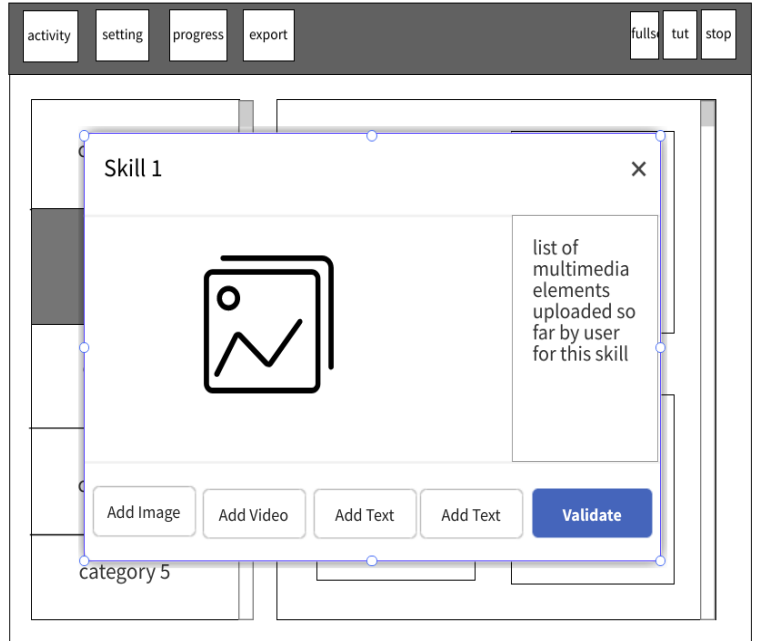 activity
setting
progress
export
tut
stop
Skill 1
list of
multimedia
elements
uploaded so
far by user
for this skill
Add Image
Add Video
Add Text
Add Text
Validate
category 5